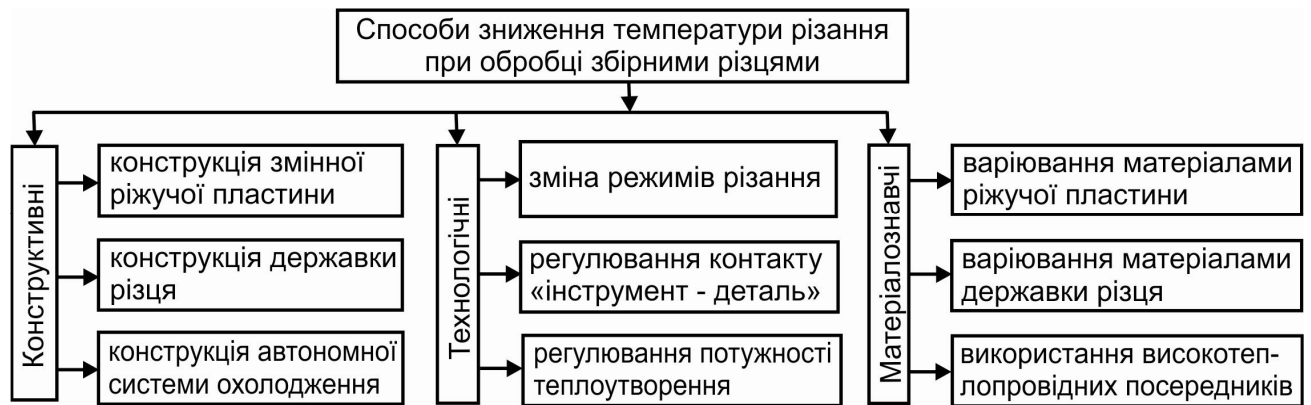 Способи зниження температури різання
при обробці збірними різцями
Конструктивні
конструкція змінної
ріжучої пластини
конструкція державки
різця
конструкція автономної
системи охолодження
Технологічні
зміна режимів різання
регулювання контакту
«інструмент - деталь»
регулювання потужності
теплоутворення
Матеріалознавчі
варіювання матеріалами
ріжучої пластини
варіювання матеріалами
державки різця
використання високотеп-
лопровідних посередників